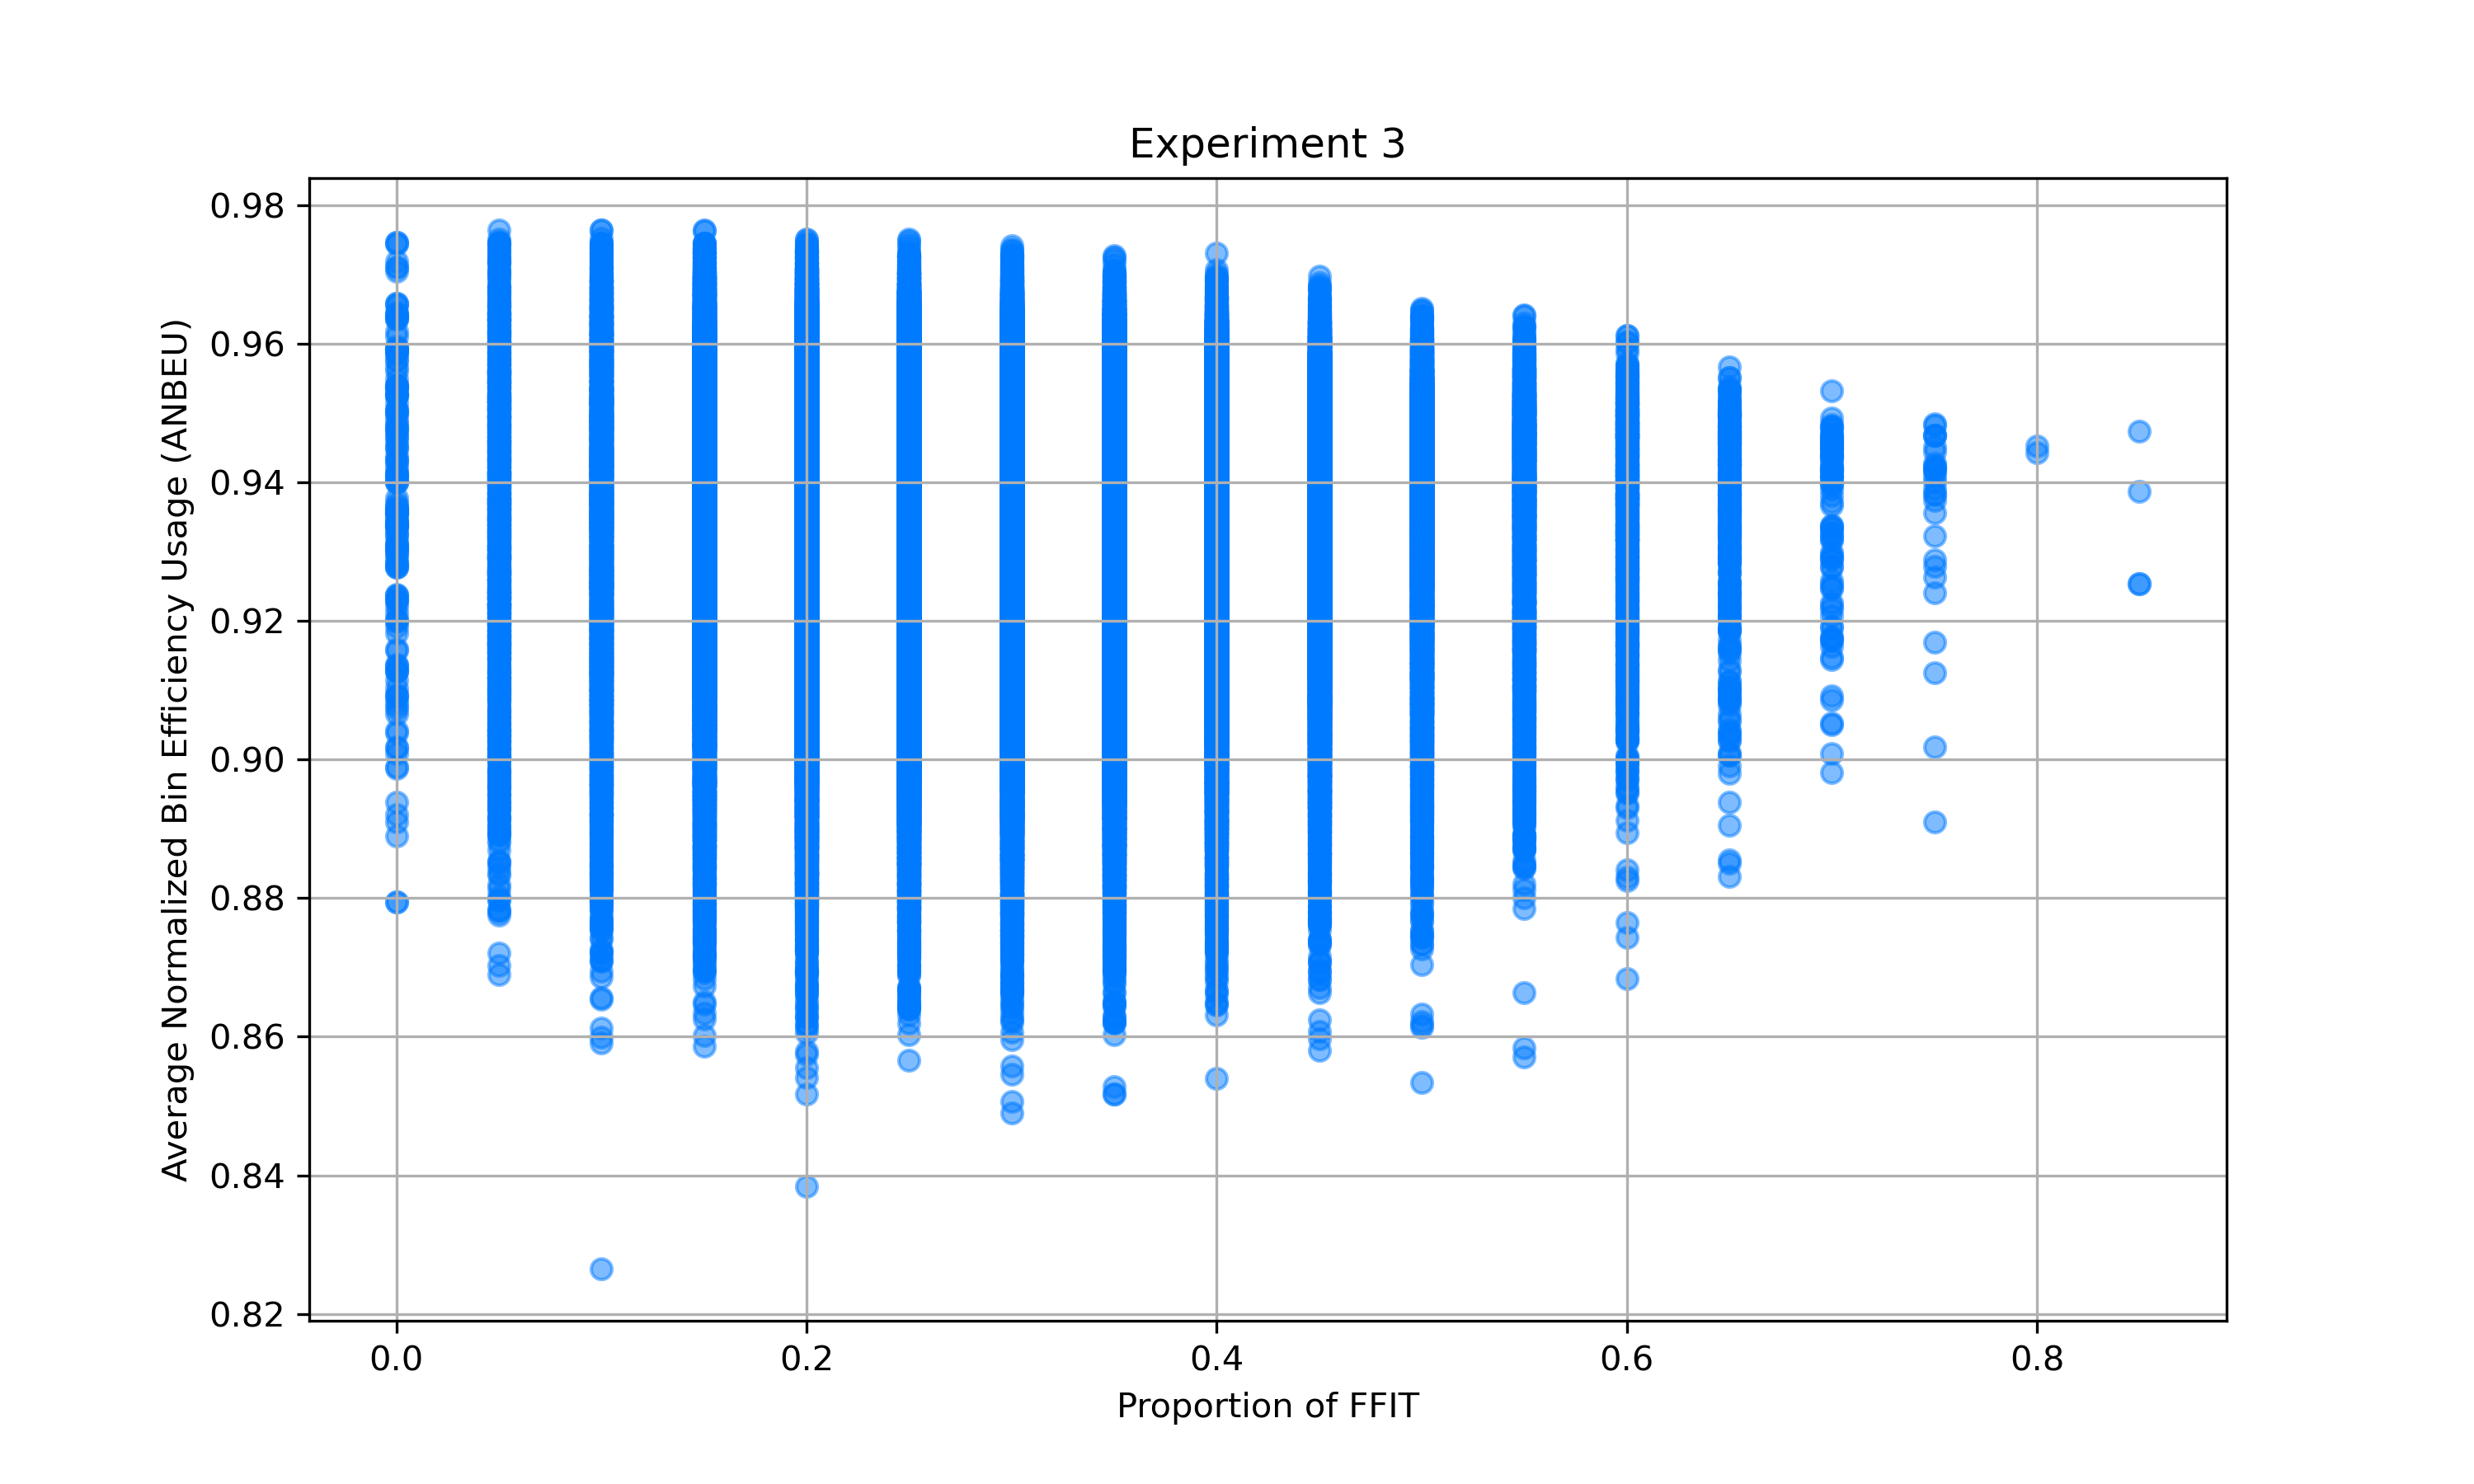 Experiment 3
Average Normalized Bin Efficiency Usage (ANBEU)
0.98
0.96
0.94
0.92
0.90
0.88
0.86
0.84
0.82
0.0 0.2 0.4 0.6 0.8
Proportion of FFIT